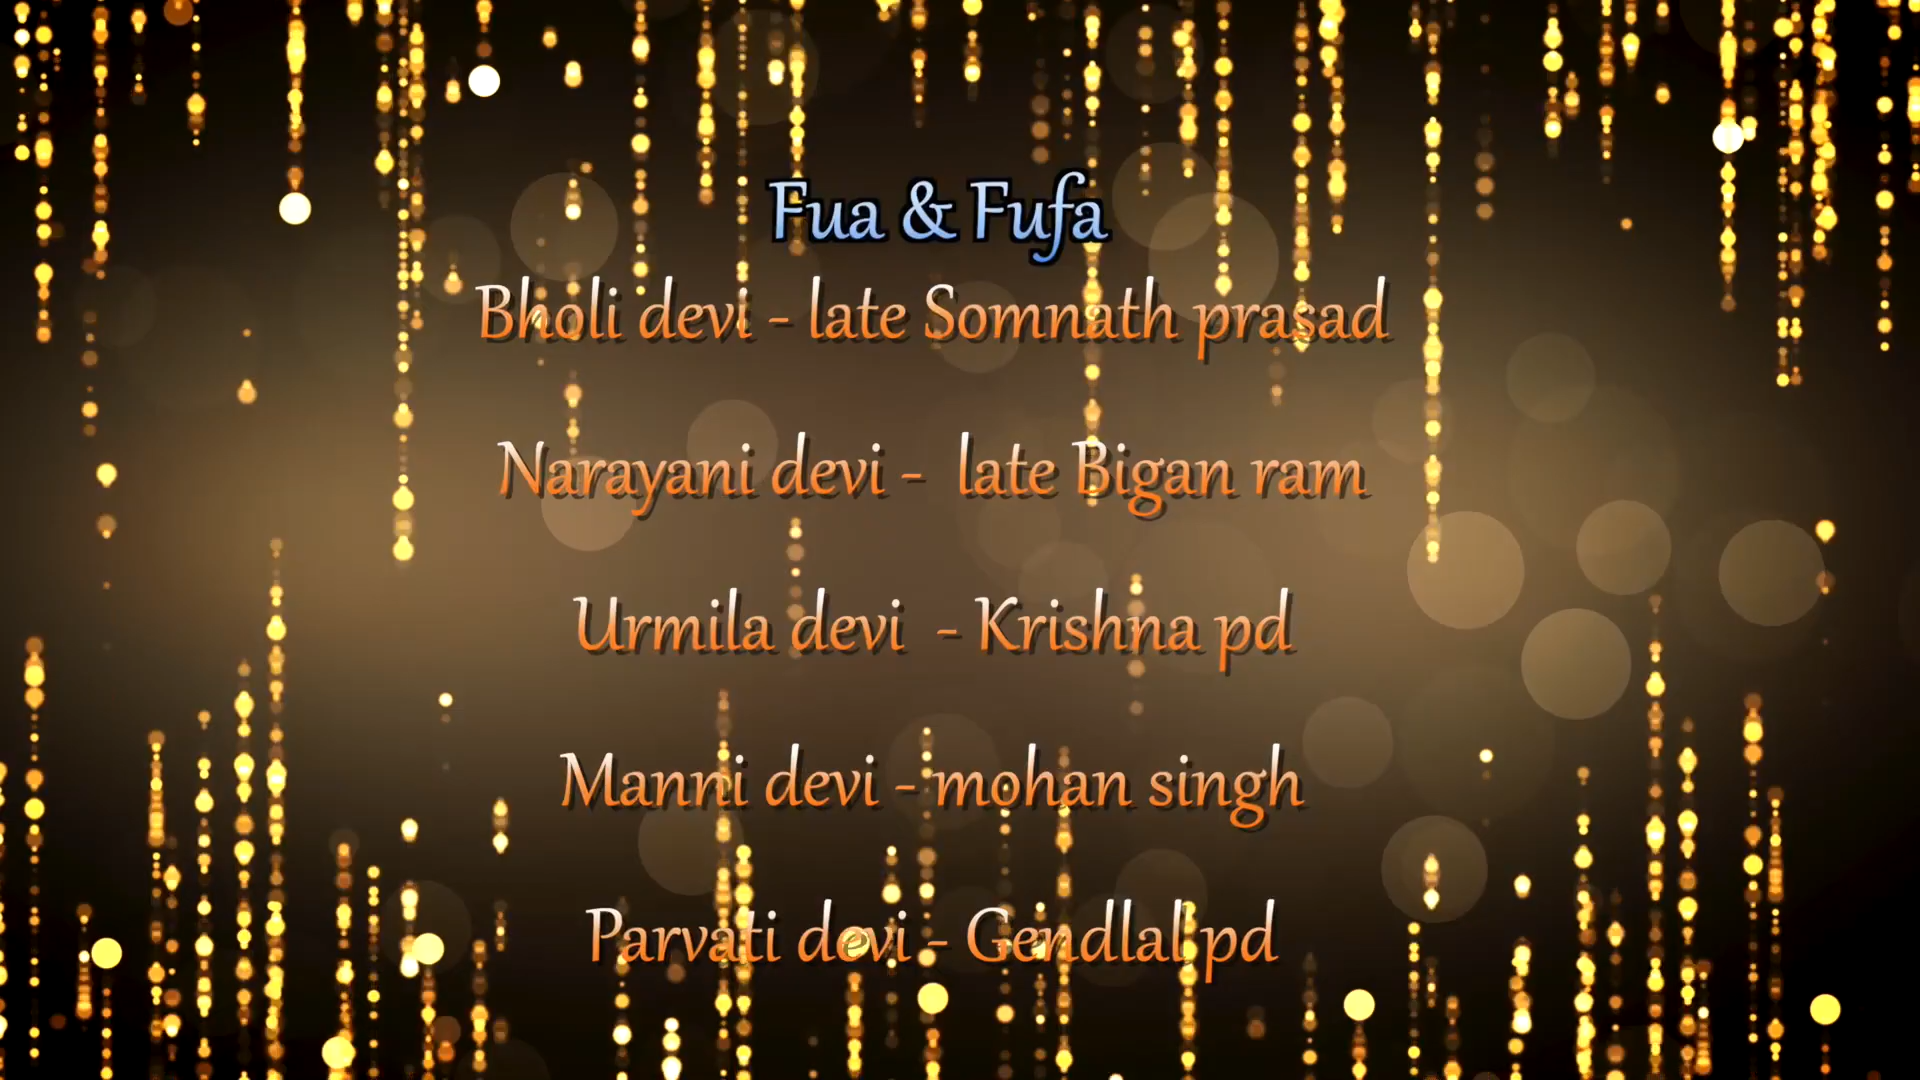 Fua & Fufa
Bholi devi - late Somnath prasad
Narayani devi - late Bigan ram
Urmila devi - Krishna pd
Manni devi - mohan singh
Parvati devi - Gendlal pd